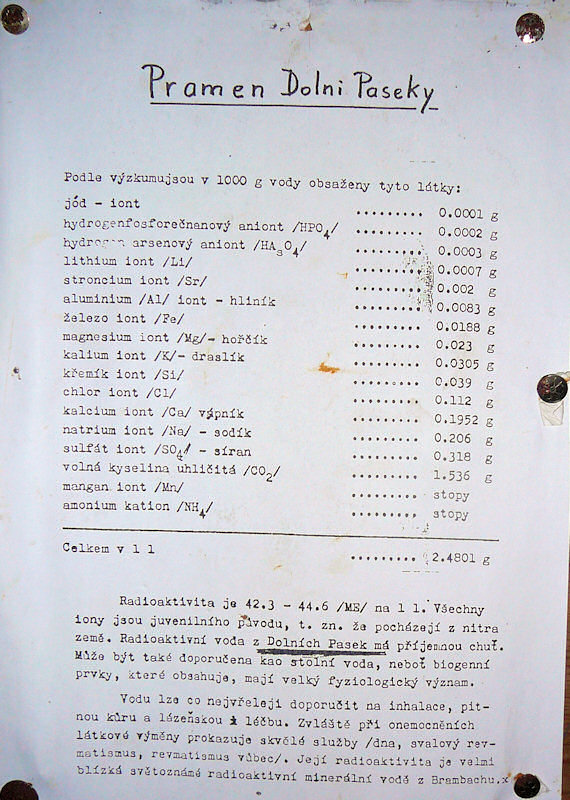 Pramen Dolni Paseky
Podle výzkumujsou v 1000 g vody obsaženy tyto látky:
jód - iont ......... 0.0001 g
hydrogenfosforečnanový aniont /HPO4/ ......... 0.0002 g
hydrogen arsenový aniont /HAsO4/ ......... 0.0003 g
lithium iont /Li/ ......... 0.0007 g
stroncium iont /Sr/ ......... 0.002 g
aluminium /Al/ iont - hliník ......... 0.0083 g
železo iont /Fe/ ......... 0.0188 g
magnesium iont /Mg/- hořčík ......... 0.023 g
kalium iont /K/- draslík ......... 0.0305 g
křemík iont /Si/ ......... 0.039 g
chlor iont /Cl/ ......... 0.112 g
kalcium iont /Ca/ vápník ......... 0.1952 g
natrium iont /Na/ - sodík ......... 0.206 g
sulfát iont /SO4/ - síran ......... 0.318 g
volná kyselina uhličitá /CO2/ ......... 1.536 g
mangan iont /Mn/ ......... stopy
amonium kation /NH4/ ......... stopy
Celkem v 1 l ......... 2.4801 g
Radioaktivita je 42.3 - 44.6 /ME/ na 1 l. Všechny
iony jsou juvenilního původu, t. zn. že pocházejí z nitra
země. Radioaktivní voda z Dolních Pasek má příjemnou chuť.
Může být také doporučena kao stolní voda, neboť biogenní
prvky, které obsahuje, mají velký fyziologický význam.
Vodu lze co nejvřeleji doporučit na inhalace, pit-
nou kůru a lázeňskou i léčbu. Zvláště při onemocněních
látkové výměny prokazuje skvělé služby /dna, svalový rev-
matismus, revmatismus vůbec/. Její radioaktivita je velmi
blízká světoznámé radioaktivní minerální vodě z Brambachu.